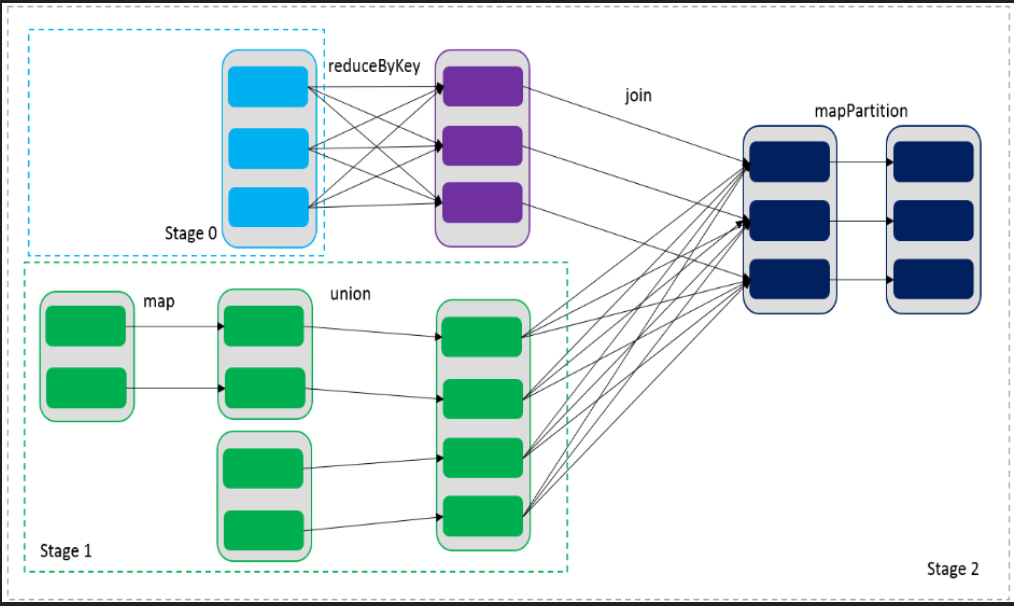 reduceByKey
join
mapPartition
Stage 0
map
union
Stage 1
Stage 2